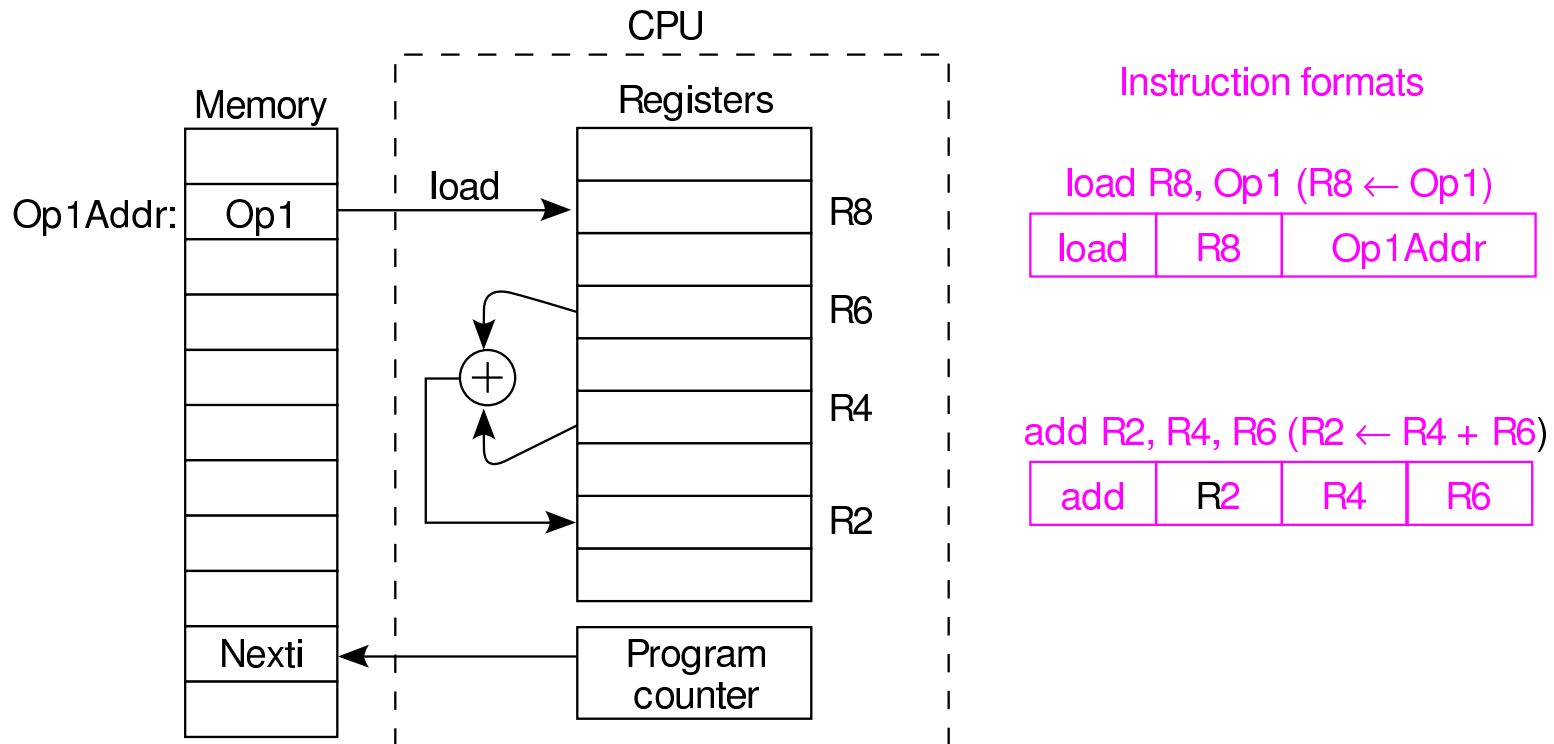 CPU
Instruction formats
Memory
Registers
load R8, Op1 (R8 ← Op1)
load
Op1Addr:
Op1
R8
load R8 Op1Addr
R6
+
R4
add R2, R4, R6 (R2 ← R4 + R6)
add R2 R4 R6
R2
Nexti
Program
counter